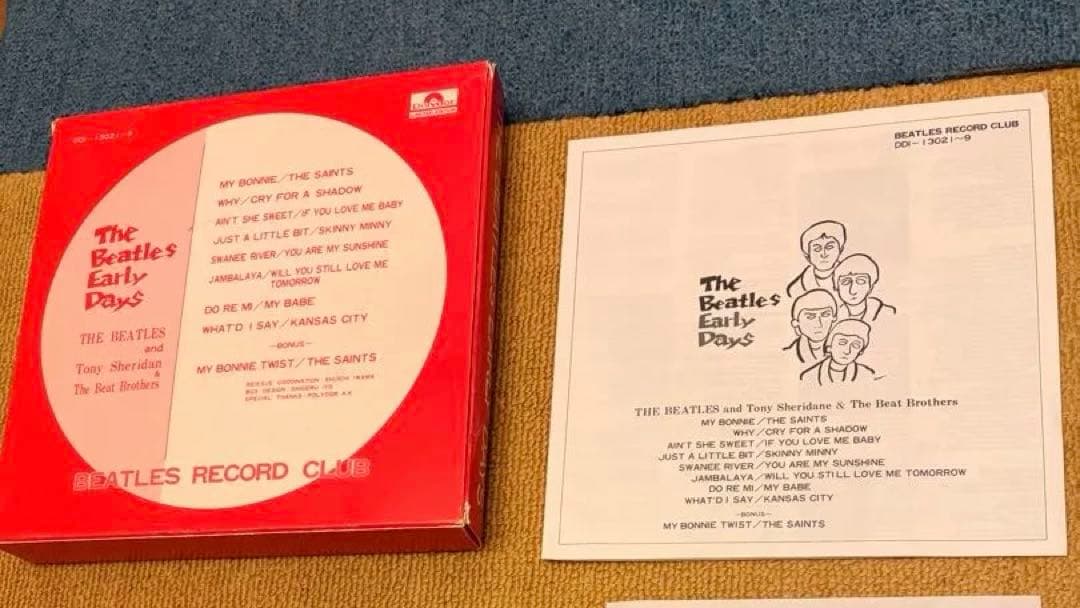 DDI-13021~9
Polydor
LIMITED EDITION
The
Beatles
Early
Days
THE BEATLES
and
Tony Sheridan
&
The Beat Brothers
MY BONNIE/THE SAINTS
WHY/CRY FOR A SHADOW
AIN'T SHE SWEET/IF YOU LOVE ME BABY
JUST A LITTLE BIT/SKINNY MINNY
SWANEE RIVER/YOU ARE MY SUNSHINE
JAMBALAYA/WILL YOU STILL LOVE ME
TOMORROW
DO RE MI/MY BABE
WHAT'D I SAY/KANSAS CITY
-BONUS-
MY BONNIE TWIST/THE SAINTS
SPECIAL THANKS·POLYDOR K.K
BEATLES RECORD CLUB
BEATLES RECORD CLUB
DDI-13021~9
The
Beatles
Early
Days
THE BEATLES and Tony Sheridane & The Beat Brothers
MY BONNIE/THE SAINTS
WHY/CRY FOR A SHADOW
AIN'T SHE SWEET/IF YOU LOVE ME BABY
JUST A LITTLE BIT/SKINNY MINNY
SWANEE RIVER/YOU ARE MY SUNSHINE
JAMBALAYA/WILL YOU STILL LOVE ME TOMORROW
DO RE MI/MY BABE
WHAT'D I SAY/KANSAS CITY
-BONUS-
MY BONNIE TWIST/THE SAINTS